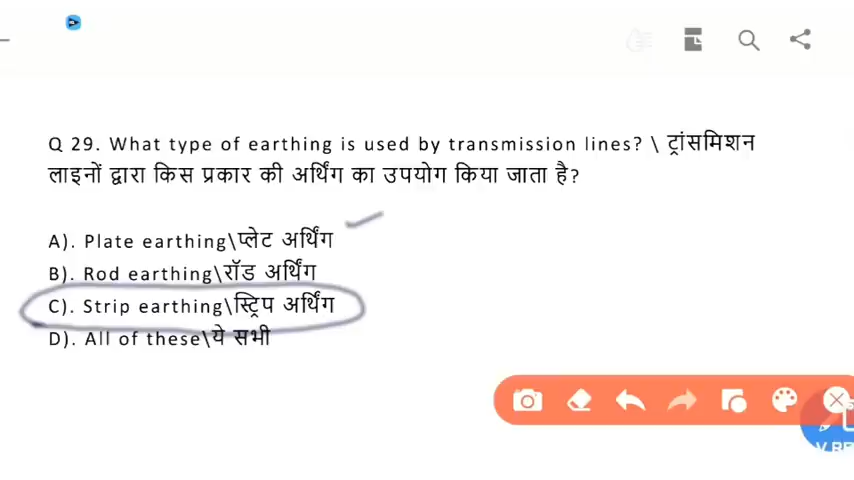 Q 29. What type of earthing is used by transmission lines? \ ट्रांसमिशन
लाइनों द्वारा किस प्रकार की अर्थिंग का उपयोग किया जाता है?
A). Plate earthing\प्लेट अर्थिंग
B). Rod earthing\रॉड अर्थिंग
C). Strip earthing\स्ट्रिप अर्थिंग
D). All of these\ये सभी